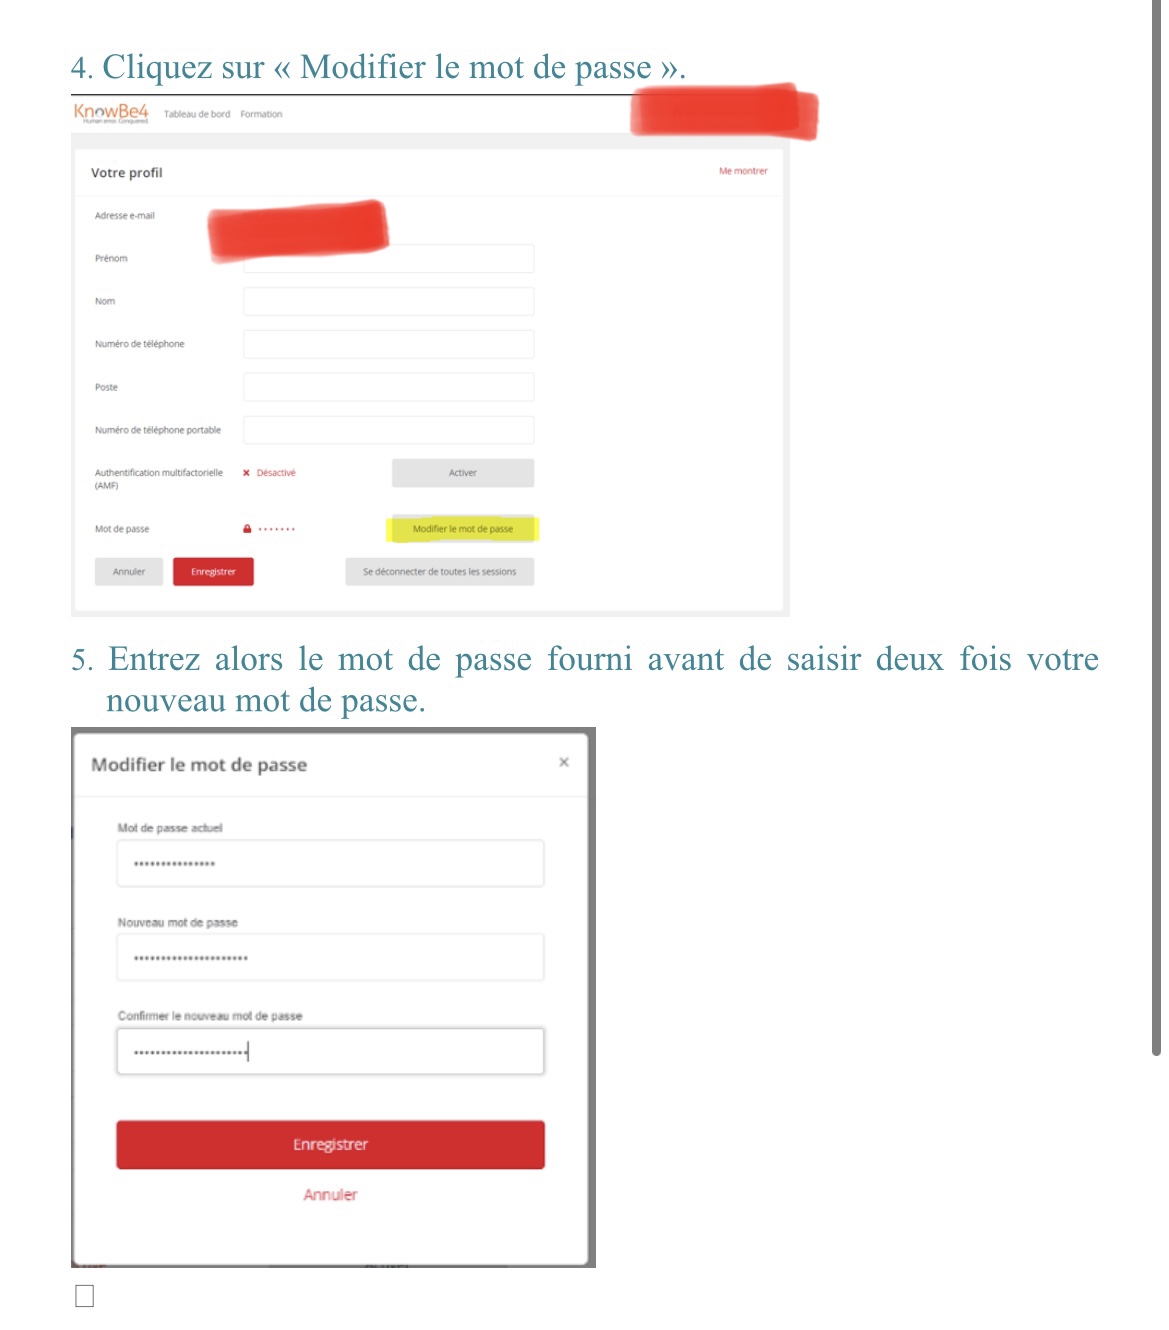 4. Cliquez sur « Modifier le mot de passe ».
KnowBe4 Tableau de bord Formation
Human error. Conquered.
Votre profil Me montrer
Adresse e-mail
Prénom
Nom
Numéro de téléphone
Poste
Numéro de téléphone portable
Authentification multifactorielle Désactivé Activer
(AMF)
Mot de passe ••••••• Modifier le mot de passe
Annuler Enregistrer Se déconnecter de toutes les sessions
5. Entrez alors le mot de passe fourni avant de saisir deux fois votre
nouveau mot de passe.
Modifier le mot de passe ×
Mot de passe actuel
•••••••••••••••
Nouveau mot de passe
•••••••••••••••••••••
Confirmer le nouveau mot de passe
•••••••••••••••••••••
Enregistrer
Annuler